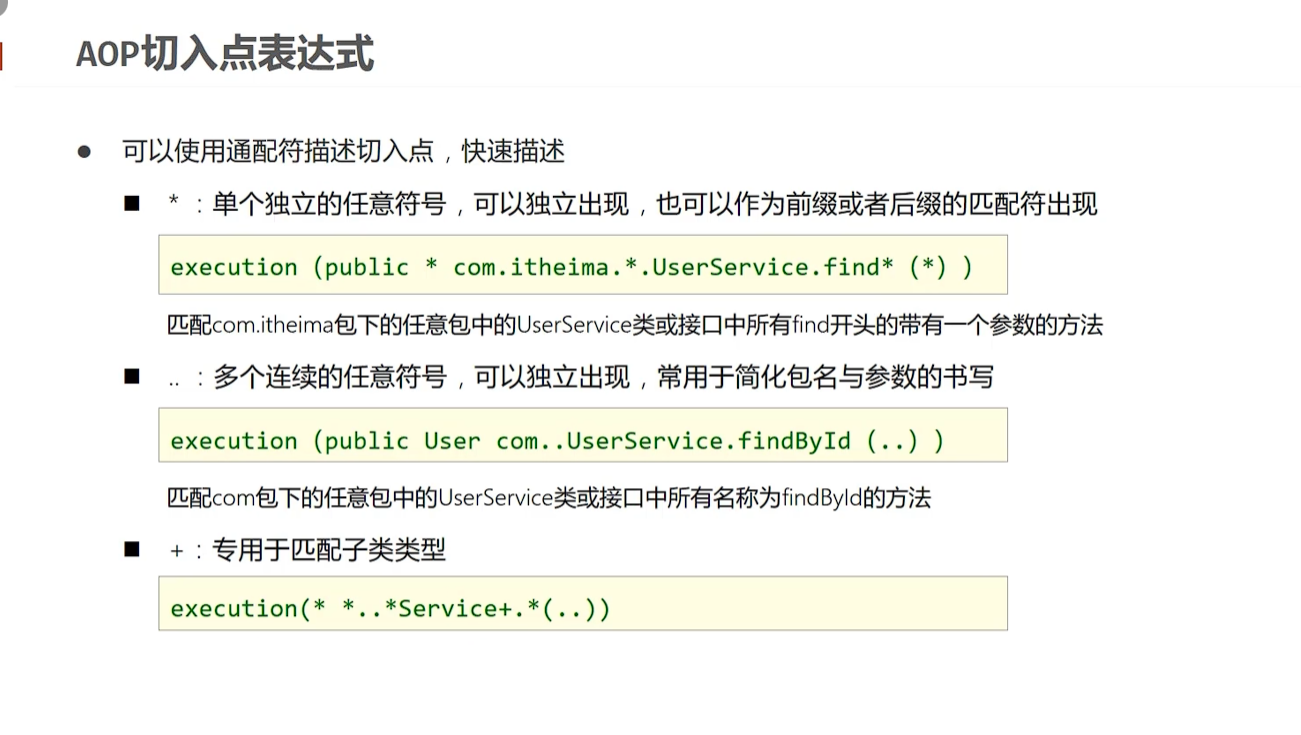 AOP切入点表达式
● 可以使用通配符描述切入点，快速描述
■ * ：单个独立的任意符号，可以独立出现，也可以作为前缀或者后缀的匹配符出现
execution (public * com.itheima.*.UserService.find* (*) )
匹配com.itheima包下的任意包中的UserService类或接口中所有find开头的带有一个参数的方法
■ .. ：多个连续的任意符号，可以独立出现，常用于简化包名与参数的书写
execution (public User com..UserService.findById (..) )
匹配com包下的任意包中的UserService类或接口中所有名称为findById的方法
■ + ：专用于匹配子类类型
execution(* *..*Service+.*(..))